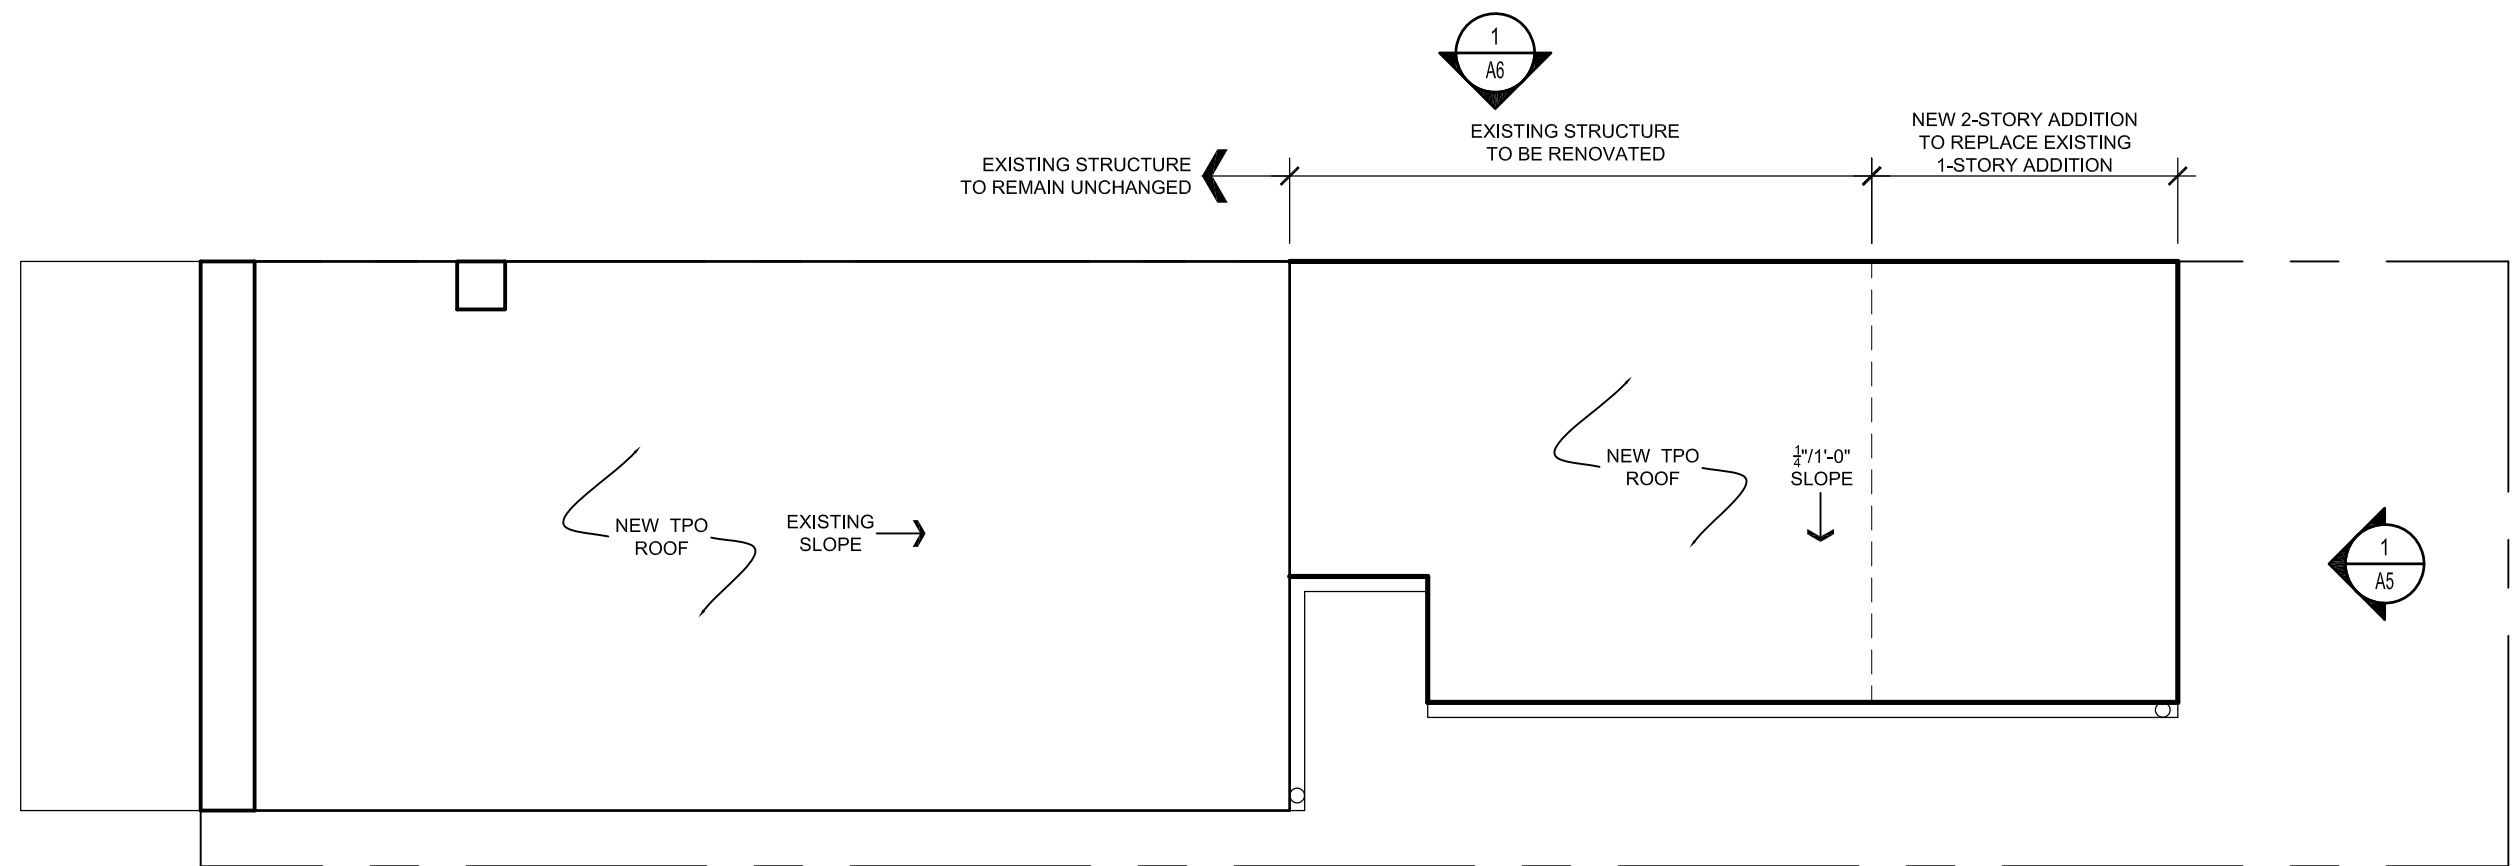 1
A6
EXISTING STRUCTURE
TO REMAIN UNCHANGED
EXISTING STRUCTURE
TO BE RENOVATED
NEW 2-STORY ADDITION
TO REPLACE EXISTING
1-STORY ADDITION
NEW TPO
ROOF
EXISTING
SLOPE
NEW TPO
ROOF
1/4"/1'-0"
SLOPE
1
A5